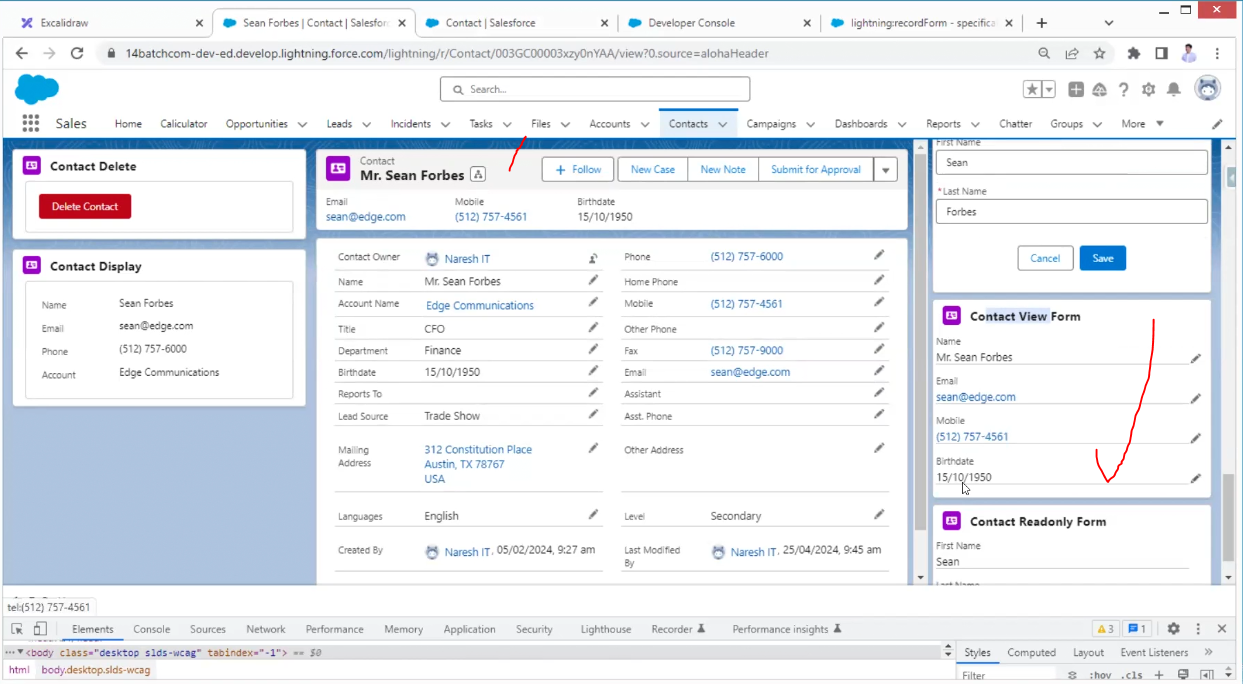 Excalidraw
Sean Forbes | Contact | Salesfor
Contact | Salesforce
Developer Console
lightning:recordForm - specifica
14batchcom-dev-ed.develop.lightning.force.com/lightning/r/Contact/003GC00003xzy0nYAA/view?0.source=alohaHeader
Search...
Sales
Home
Calculator
Opportunities
Leads
Incidents
Tasks
Files
Accounts
Contacts
Campaigns
Dashboards
Reports
Chatter
Groups
More
Contact Delete
Delete Contact
Contact Display
Name Sean Forbes
Email sean@edge.com
Phone (512) 757-6000
Account Edge Communications
Contact
Mr. Sean Forbes
+ Follow
New Case
New Note
Submit for Approval
Email Mobile Birthdate
sean@edge.com (512) 757-4561 15/10/1950
Contact Owner Naresh IT Phone (512) 757-6000
Name Mr. Sean Forbes Home Phone
Account Name Edge Communications Mobile (512) 757-4561
Title CFO Other Phone
Department Finance Fax (512) 757-9000
Birthdate 15/10/1950 Email sean@edge.com
Reports To Assistant
Lead Source Trade Show Asst. Phone
Mailing Address 312 Constitution Place Other Address
Austin, TX 78767
USA
Languages English Level Secondary
Created By Naresh IT, 05/02/2024, 9:27 am Last Modified By Naresh IT, 25/04/2024, 9:45 am
First Name
Sean
*Last Name
Forbes
Cancel
Save
Contact View Form
Name
Mr. Sean Forbes
Email
sean@edge.com
Mobile
(512) 757-4561
Birthdate
15/10/1950
Contact Readonly Form
First Name
Sean
tel:(512) 757-4561
Elements
Console
Sources
Network
Performance
Memory
Application
Security
Lighthouse
Recorder
Performance insights
3
1
<body class="desktop slds-wcag" tabindex="-1"> == $0
html body.desktop.slds-wcag
Styles
Computed
Layout
Event Listeners
Filter
:hov .cls +